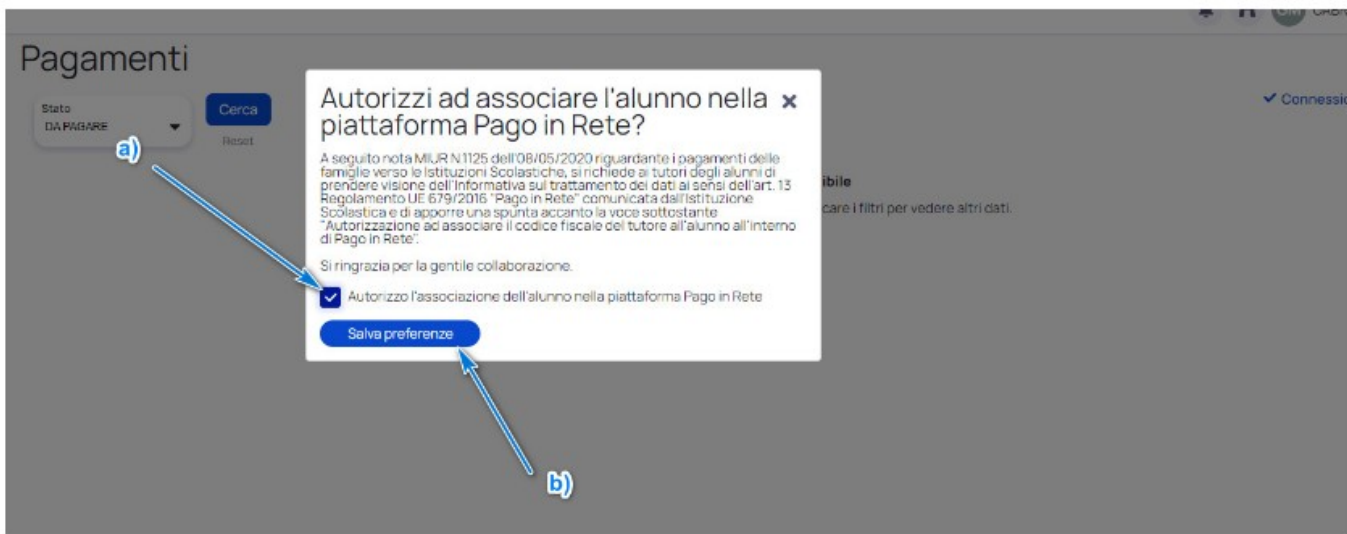 Pagamenti
Stato
DA PAGARE
Cerca
Reset
Connessio
a)
Autorizzi ad associare l'alunno nella
piattaforma Pago in Rete?
A seguito nota MIUR N.1125 dell'08/05/2020 riguardante i pagamenti delle
famiglie verso le Istituzioni Scolastiche, si richiede ai tutori degli alunni di
prendere visione dell'Informativa sul trattamento dei dati ai sensi dell'art. 13
Regolamento UE 679/2016 "Pago in Rete" comunicata dall'Istituzione
Scolastica e di apporre una spunta accanto la voce sottostante
"Autorizzazione ad associare il codice fiscale del tutore all'alunno all'interno
di Pago in Rete".
Si ringrazia per la gentile collaborazione.
Autorizzo l'associazione dell'alunno nella piattaforma Pago in Rete
Salva preferenze
ibile
care i filtri per vedere altri dati.
b)